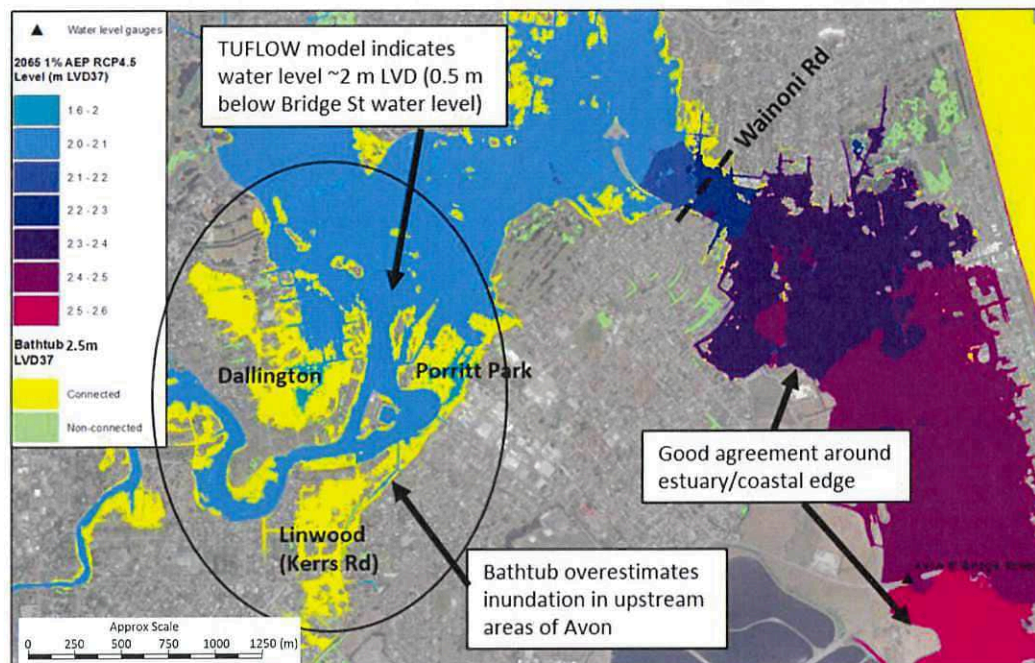 Water level gauges
2065 1% AEP RCP4.5
Level (m LVD37)
1.6 - 2
2.0 - 2.1
2.1 - 2.2
2.2 - 2.3
2.3 - 2.4
2.4 - 2.5
2.5 - 2.6
Bathtub 2.5m
LVD37
Connected
Non-connected
TUFLOW model indicates
water level ~2 m LVD (0.5 m
below Bridge St water level)
Wainoni Rd
Dallington
Porritt Park
Linwood
(Kerrs Rd)
Good agreement around
estuary/coastal edge
Bathtub overestimates
inundation in upstream
areas of Avon
Approx Scale
0 250 500 750 1000 1250 (m)